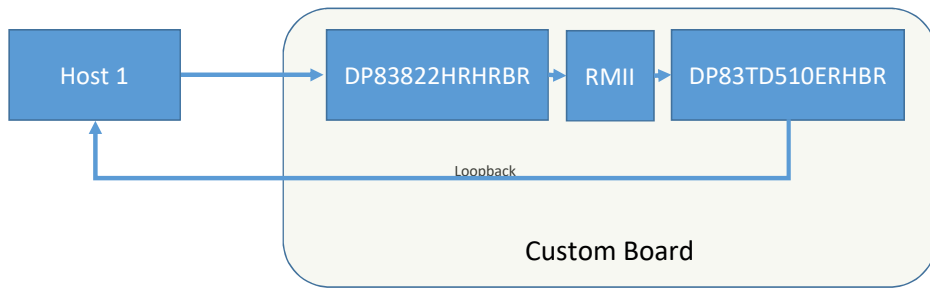 Host 1
DP83822HRHRBR
RMII
DP83TD510ERHBR
Loopback
Custom Board